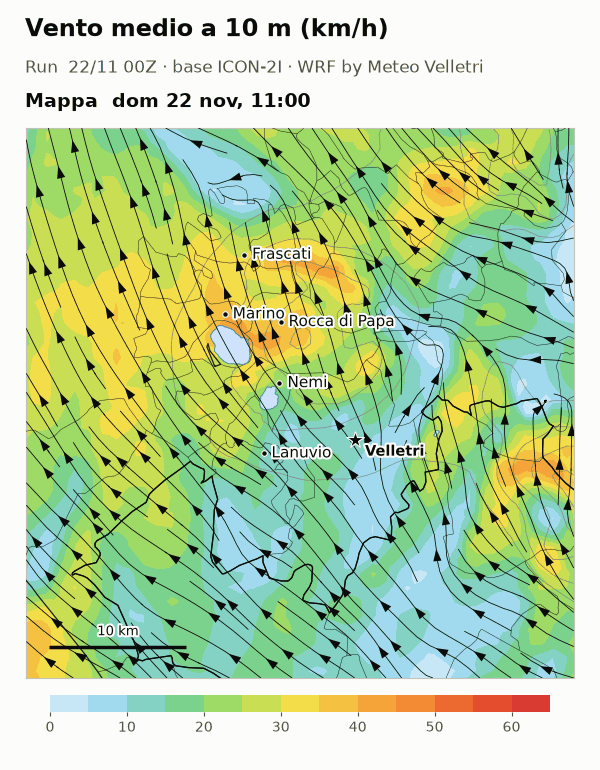 Vento medio a 10 m (km/h)
Run 22/11 00Z · base ICON-2I · WRF by Meteo Velletri
Mappa dom 22 nov, 11:00
Frascati
Marino
Rocca di Papa
Nemi
Velletri
Lanuvio
10 km
0 10 20 30 40 50 60